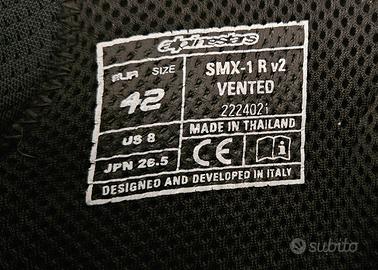 alpinestars
EUR SIZE
42
SMX-1 R v2
VENTED
222402i
US 8
MADE IN THAILAND
JPN 26.5
CE
i
DESIGNED AND DEVELOPED IN ITALY
subito